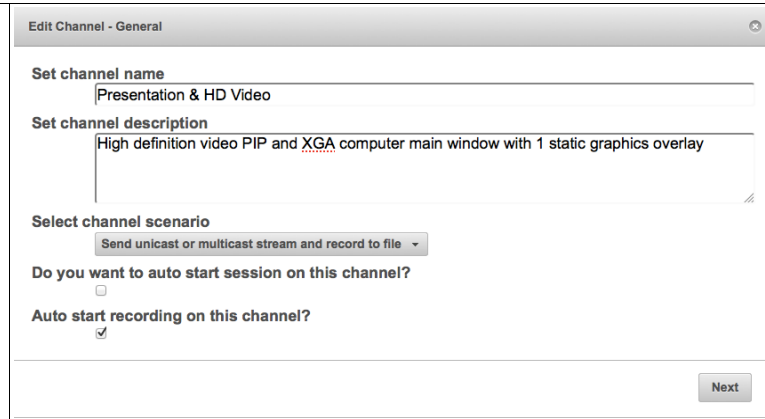 Edit Channel - General
Set channel name
Presentation & HD Video
Set channel description
High definition video PIP and XGA computer main window with 1 static graphics overlay
Select channel scenario
Send unicast or multicast stream and record to file
Do you want to auto start session on this channel?
Auto start recording on this channel?
Next